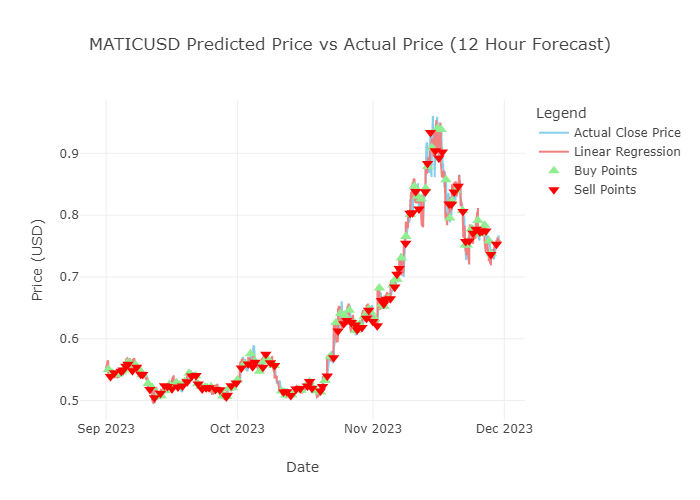 MATICUSD Predicted Price vs Actual Price (12 Hour Forecast)
Legend
Actual Close Price
Linear Regression
Buy Points
Sell Points
Price (USD)
0.9
0.8
0.7
0.6
0.5
Sep 2023
Oct 2023
Nov 2023
Dec 2023
Date